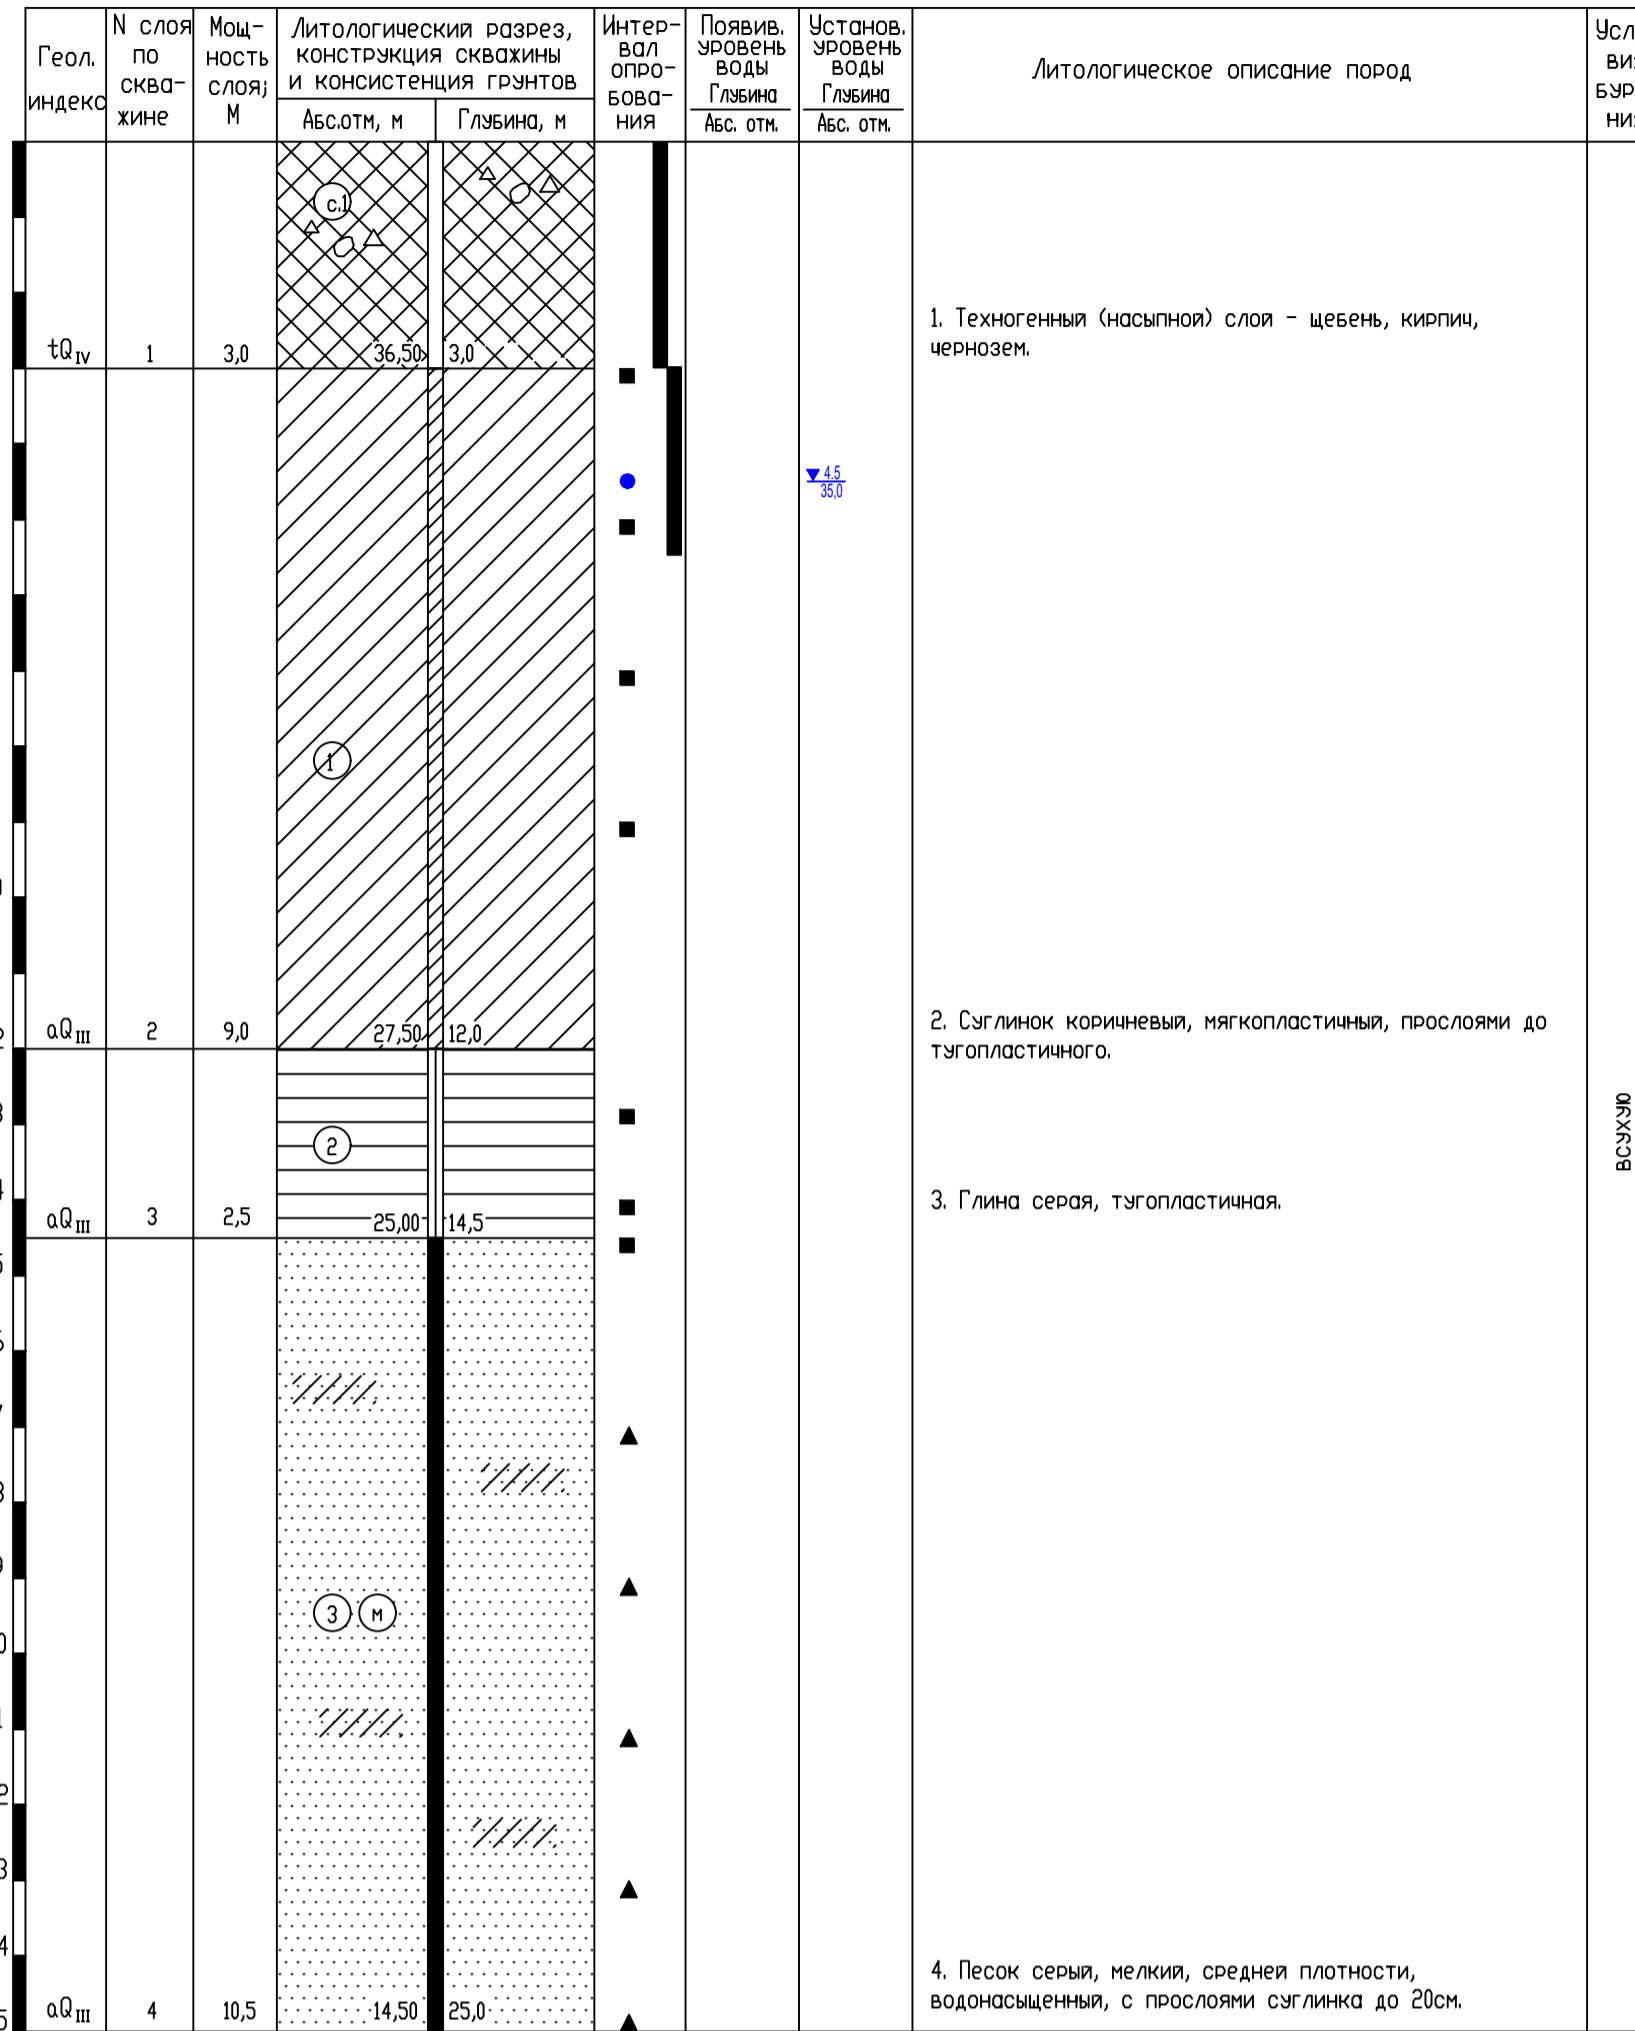 Геол.
индекс
N слоя
по
сква-
жине
Мощ-
ность
слоя;
М
Литологический разрез,
конструкция скважины
и консистенция грунтов
Абс.отм, м
Глубина, м
Интер-
вал
опро-
бова-
ния
Появив.
уровень
воды
Глубина
Абс. отм.
Установ.
уровень
воды
Глубина
Абс. отм.
Литологическое описание пород
с.1
tQIV 1 3,0 36,50 3,0
1. Техногенный (насыпной) слой - щебень, кирпич,
чернозем.
4.5
35,0
1
aQIII 2 9,0 27,50 12,0
2. Суглинок коричневый, мягкопластичный, прослоями до
тугопластичного.
2
aQIII 3 2,5 25,00 14,5
3. Глина серая, тугопластичная.
всухую
3 м
aQIII 4 10,5 14,50 25,0
4. Песок серый, мелкий, средней плотности,
водонасыщенный, с прослоями суглинка до 20см.